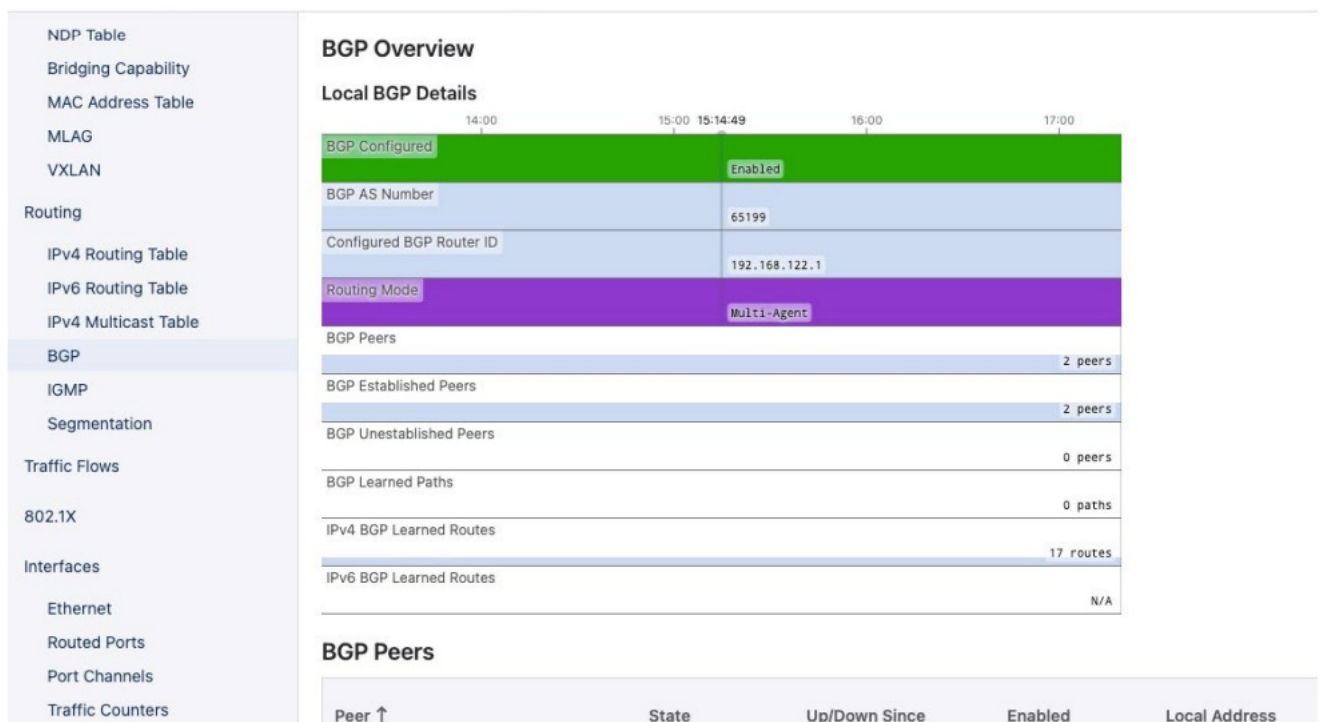 NDP Table
Bridging Capability
MAC Address Table
MLAG
VXLAN
Routing
IPv4 Routing Table
IPv6 Routing Table
IPv4 Multicast Table
BGP
IGMP
Segmentation
Traffic Flows
802.1X
Interfaces
Ethernet
Routed Ports
Port Channels
Traffic Counters
BGP Overview
Local BGP Details
14:00 15:00 15:14:49 16:00 17:00
BGP Configured
Enabled
BGP AS Number
65199
Configured BGP Router ID
192.168.122.1
Routing Mode
Multi-Agent
BGP Peers
2 peers
BGP Established Peers
2 peers
BGP Unestablished Peers
0 peers
BGP Learned Paths
0 paths
IPv4 BGP Learned Routes
17 routes
IPv6 BGP Learned Routes
N/A
BGP Peers
Peer ↑ State Up/Down Since Enabled Local Address